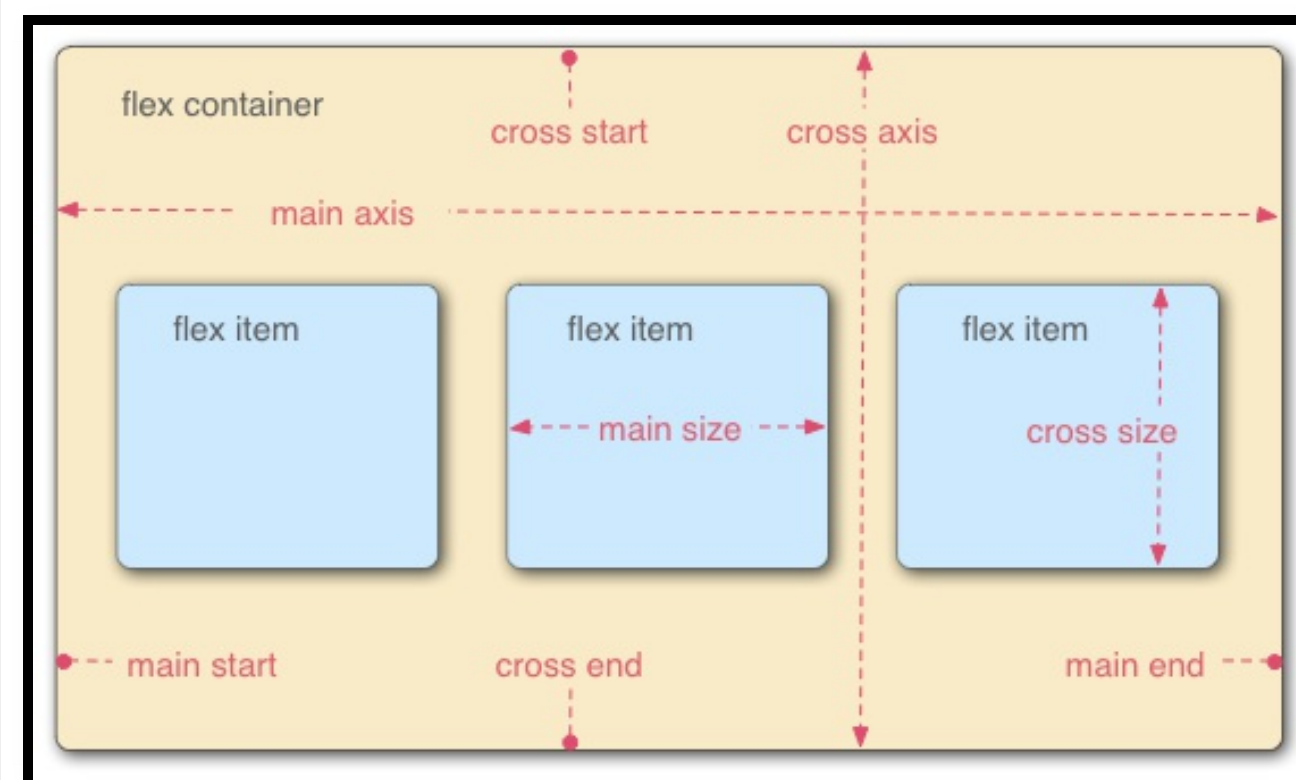 flex container
cross start
cross axis
main axis
flex item
flex item
flex item
main size
cross size
main start
cross end
main end